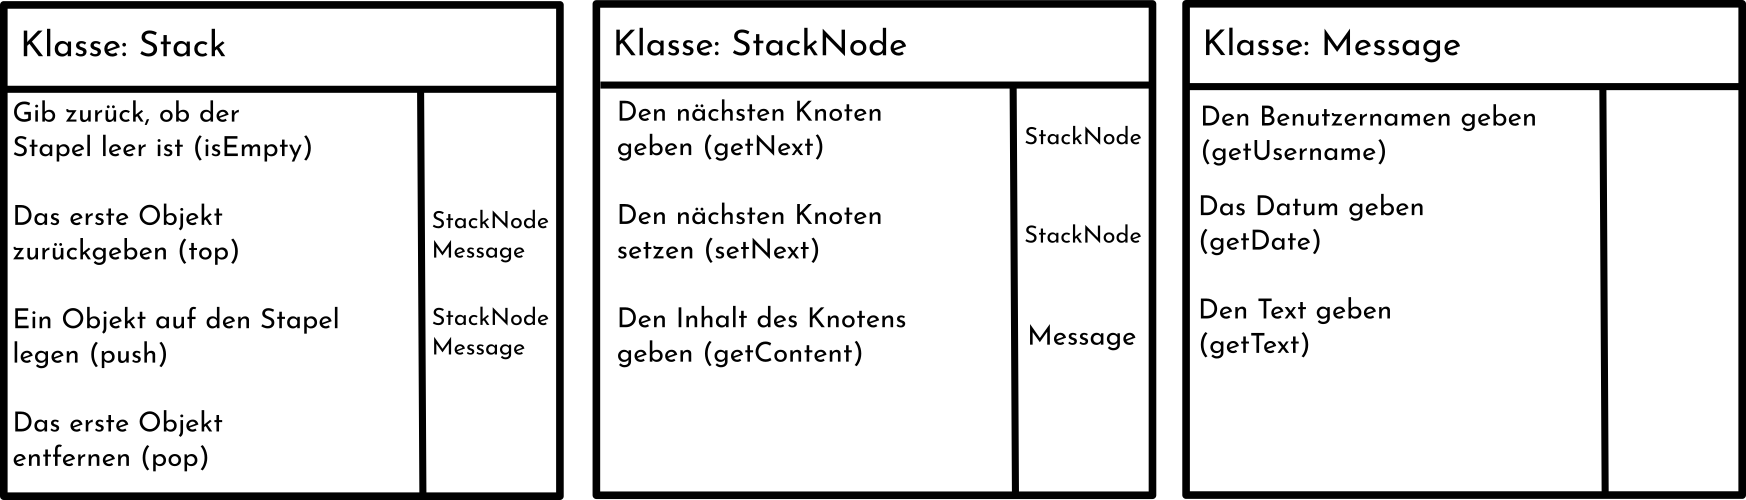 Klasse: Stack
Gib zurück, ob der
Stapel leer ist (isEmpty)
Das erste Objekt
zurückgeben (top)
StackNode
Message
Ein Objekt auf den Stapel
legen (push)
StackNode
Message
Das erste Objekt
entfernen (pop)
Klasse: StackNode
Den nächsten Knoten
geben (getNext)
StackNode
Den nächsten Knoten
setzen (setNext)
StackNode
Den Inhalt des Knotens
geben (getContent)
Message
Klasse: Message
Den Benutzernamen geben
(getUsername)
Das Datum geben
(getDate)
Den Text geben
(getText)